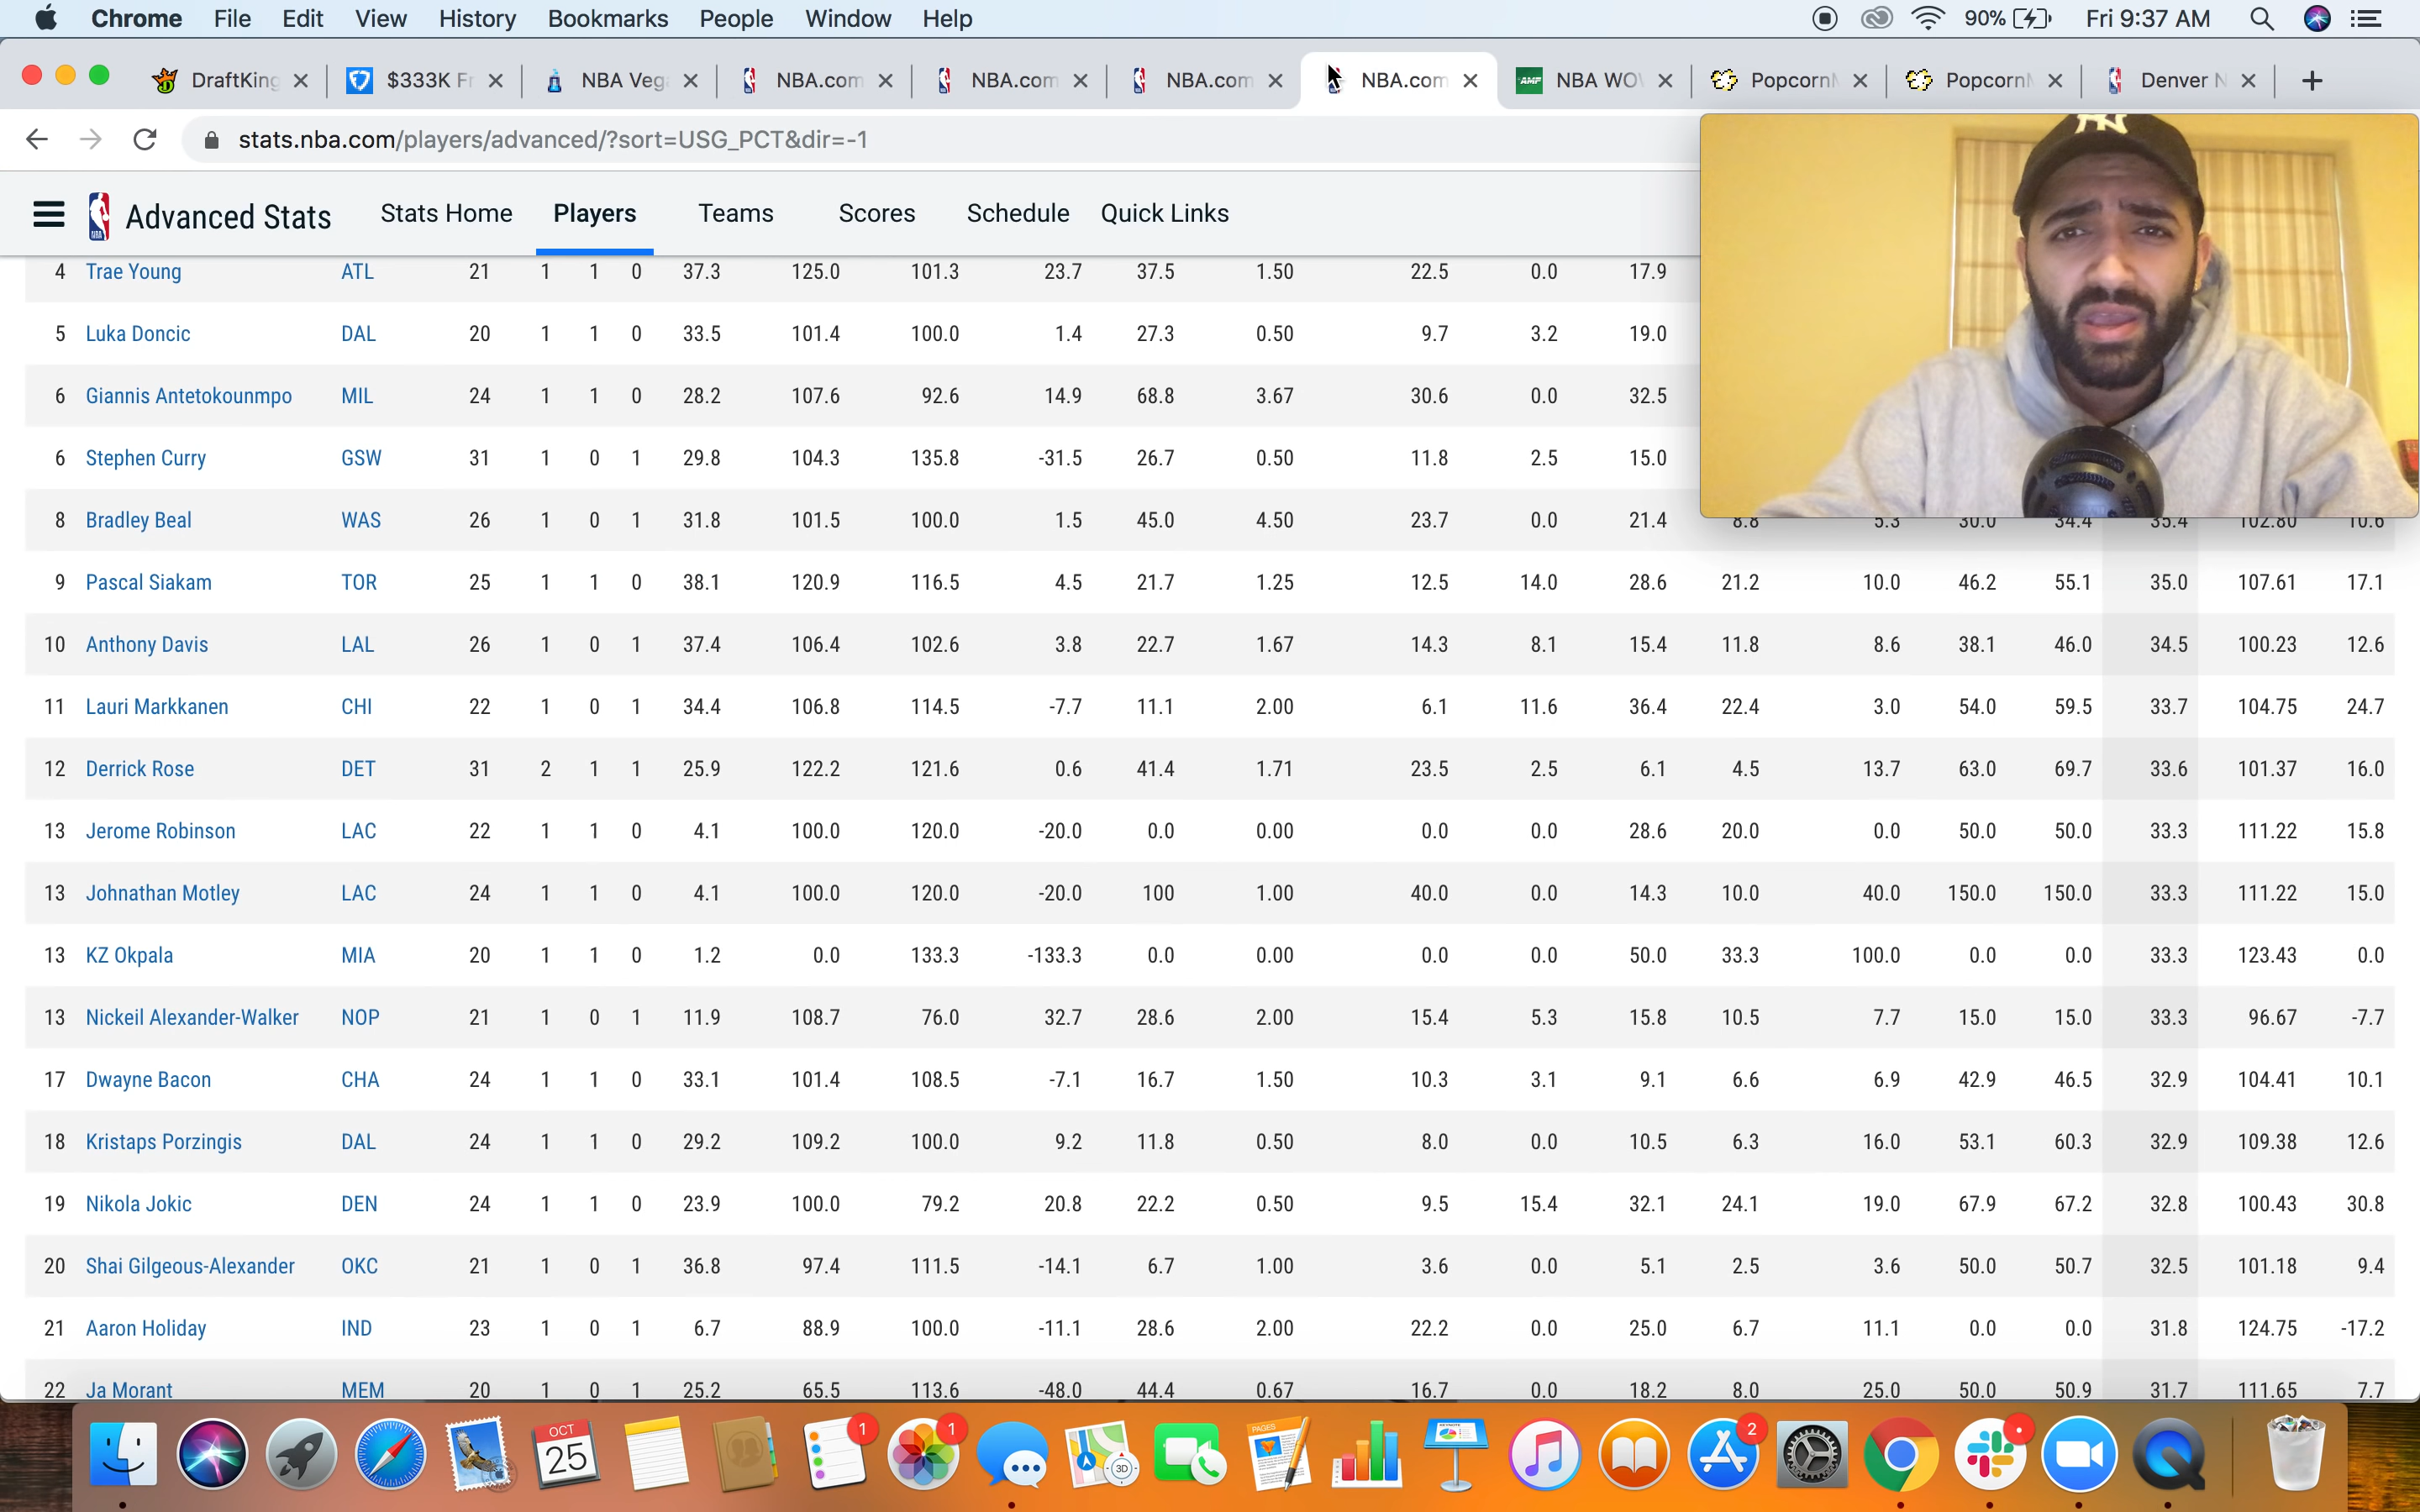 Chrome File Edit View History Bookmarks People Window Help 90% Fri 9:37 AM
DraftKing $333K Fr NBA Veg NBA.com NBA.com NBA.com NBA.com AMF NBA WO Popcorn Popcorn Denver N
stats.nba.com/players/advanced/?sort=USG_PCT&dir=-1
Advanced Stats Stats Home Players Teams Scores Schedule Quick Links
4 Trae Young ATL 21 1 1 0 37.3 125.0 101.3 23.7 37.5 1.50 22.5 0.0 17.9
5 Luka Doncic DAL 20 1 1 0 33.5 101.4 100.0 1.4 27.3 0.50 9.7 3.2 19.0
6 Giannis Antetokounmpo MIL 24 1 1 0 28.2 107.6 92.6 14.9 68.8 3.67 30.6 0.0 32.5
6 Stephen Curry GSW 31 1 0 1 29.8 104.3 135.8 -31.5 26.7 0.50 11.8 2.5 15.0
8 Bradley Beal WAS 26 1 0 1 31.8 101.5 100.0 1.5 45.0 4.50 23.7 0.0 21.4 8.8 5.3 30.0 34.4 35.4 102.80 10.6
9 Pascal Siakam TOR 25 1 1 0 38.1 120.9 116.5 4.5 21.7 1.25 12.5 14.0 28.6 21.2 10.0 46.2 55.1 35.0 107.61 17.1
10 Anthony Davis LAL 26 1 0 1 37.4 106.4 102.6 3.8 22.7 1.67 14.3 8.1 15.4 11.8 8.6 38.1 46.0 34.5 100.23 12.6
11 Lauri Markkanen CHI 22 1 0 1 34.4 106.8 114.5 -7.7 11.1 2.00 6.1 11.6 36.4 22.4 3.0 54.0 59.5 33.7 104.75 24.7
12 Derrick Rose DET 31 2 1 1 25.9 122.2 121.6 0.6 41.4 1.71 23.5 2.5 6.1 4.5 13.7 63.0 69.7 33.6 101.37 16.0
13 Jerome Robinson LAC 22 1 1 0 4.1 100.0 120.0 -20.0 0.0 0.00 0.0 0.0 28.6 20.0 0.0 50.0 50.0 33.3 111.22 15.8
13 Johnathan Motley LAC 24 1 1 0 4.1 100.0 120.0 -20.0 100 1.00 40.0 0.0 14.3 10.0 40.0 150.0 150.0 33.3 111.22 15.0
13 KZ Okpala MIA 20 1 1 0 1.2 0.0 133.3 -133.3 0.0 0.00 0.0 0.0 50.0 33.3 100.0 0.0 0.0 33.3 123.43 0.0
13 Nickeil Alexander-Walker NOP 21 1 0 1 11.9 108.7 76.0 32.7 28.6 2.00 15.4 5.3 15.8 10.5 7.7 15.0 15.0 33.3 96.67 -7.7
17 Dwayne Bacon CHA 24 1 1 0 33.1 101.4 108.5 -7.1 16.7 1.50 10.3 3.1 9.1 6.6 6.9 42.9 46.5 32.9 104.41 10.1
18 Kristaps Porzingis DAL 24 1 1 0 29.2 109.2 100.0 9.2 11.8 0.50 8.0 0.0 10.5 6.3 16.0 53.1 60.3 32.9 109.38 12.6
19 Nikola Jokic DEN 24 1 1 0 23.9 100.0 79.2 20.8 22.2 0.50 9.5 15.4 32.1 24.1 19.0 67.9 67.2 32.8 100.43 30.8
20 Shai Gilgeous-Alexander OKC 21 1 0 1 36.8 97.4 111.5 -14.1 6.7 1.00 3.6 0.0 5.1 2.5 3.6 50.0 50.7 32.5 101.18 9.4
21 Aaron Holiday IND 23 1 0 1 6.7 88.9 100.0 -11.1 28.6 2.00 22.2 0.0 25.0 6.7 11.1 0.0 0.0 31.8 124.75 -17.2
22 Ja Morant MEM 20 1 0 1 25.2 65.5 113.6 -48.0 44.4 0.67 16.7 0.0 18.2 8.0 25.0 50.0 50.9 31.7 111.65 7.7
OCT
25
1 1 3D PAGES 2